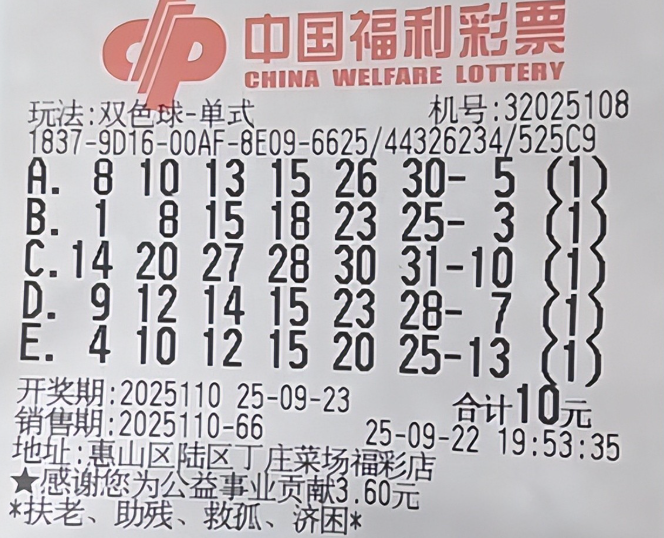 中国福利彩票
CHINA WELFARE LOTTERY
玩法:双色球-单式 机号:32025108
1837-9D16-00AF-8E09-6625/44326234/525C9
A. 8 10 13 15 26 30- 5 (1)
B. 1 8 15 18 23 25- 3 (1)
C.14 20 27 28 30 31-10 (1)
D. 9 12 14 15 23 28- 7 (1)
E. 4 10 12 15 20 25-13 (1)
开奖期:2025110 25-09-23 合计10元
销售期:2025110-66 25-09-22 19:53:35
地址:惠山区陆区丁庄菜场福彩店
★感谢您为公益事业贡献3.60元
*扶老、助残、救孤、济困*